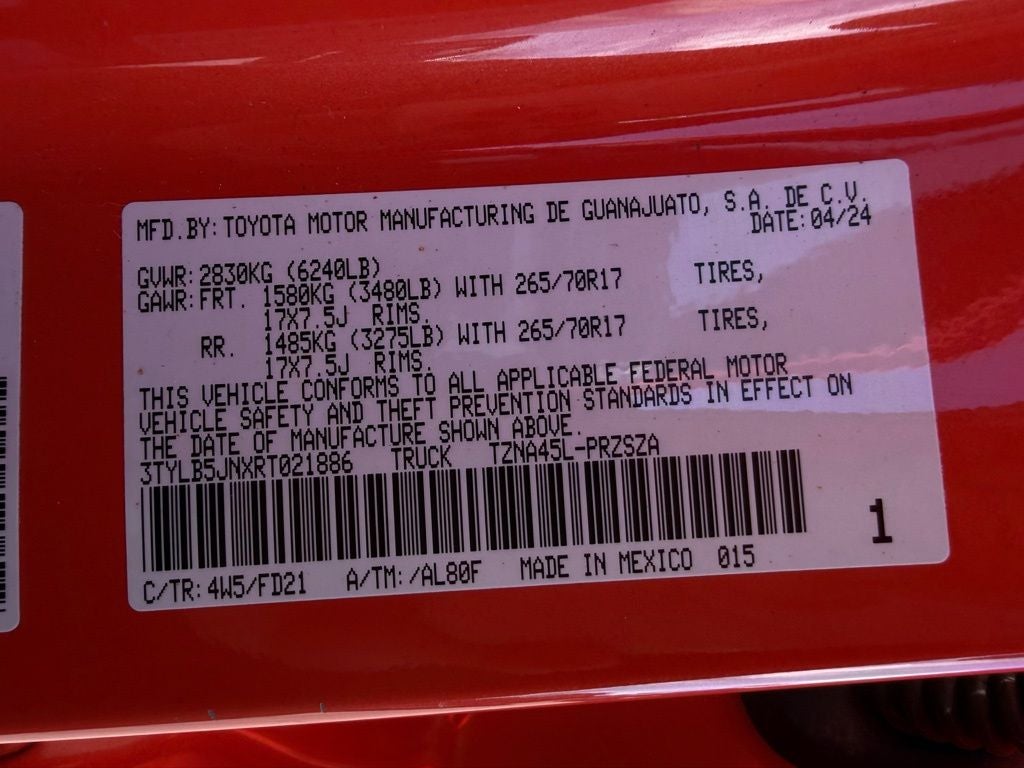 MFD.BY: TOYOTA MOTOR MANUFACTURING DE GUANAJUATO, S.A. DE C.V.
DATE: 04/24
GVWR: 2830KG (6240LB)
GAWR: FRT. 1580KG (3480LB) WITH 265/70R17 TIRES,
17X7.5J RIMS.
RR. 1485KG (3275LB) WITH 265/70R17 TIRES,
17X7.5J RIMS.
THIS VEHICLE CONFORMS TO ALL APPLICABLE FEDERAL MOTOR
VEHICLE SAFETY AND THEFT PREVENTION STANDARDS IN EFFECT ON
THE DATE OF MANUFACTURE SHOWN ABOVE.
3TYLB5JNXRT021886 TRUCK TZNA45L-PRZSZA
1
C/TR: 4W5/FD21 A/TM: /AL80F MADE IN MEXICO 015